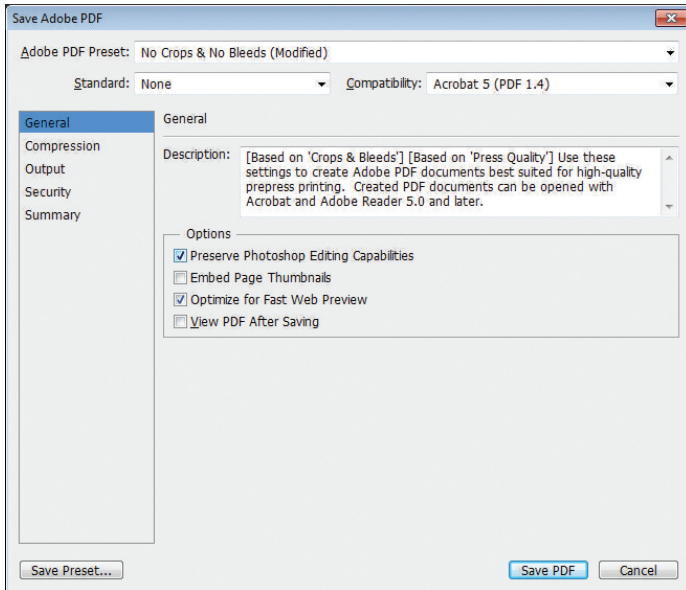 Save Adobe PDF
Adobe PDF Preset: No Crops & No Bleeds (Modified)
Standard: None Compatibility: Acrobat 5 (PDF 1.4)
General
Compression
Output
Security
Summary
General
Description: [Based on 'Crops & Bleeds'] [Based on 'Press Quality'] Use these
settings to create Adobe PDF documents best suited for high-quality
prepress printing.  Created PDF documents can be opened with
Acrobat and Adobe Reader 5.0 and later.
Options
Preserve Photoshop Editing Capabilities
Embed Page Thumbnails
Optimize for Fast Web Preview
View PDF After Saving
Save Preset... Save PDF Cancel